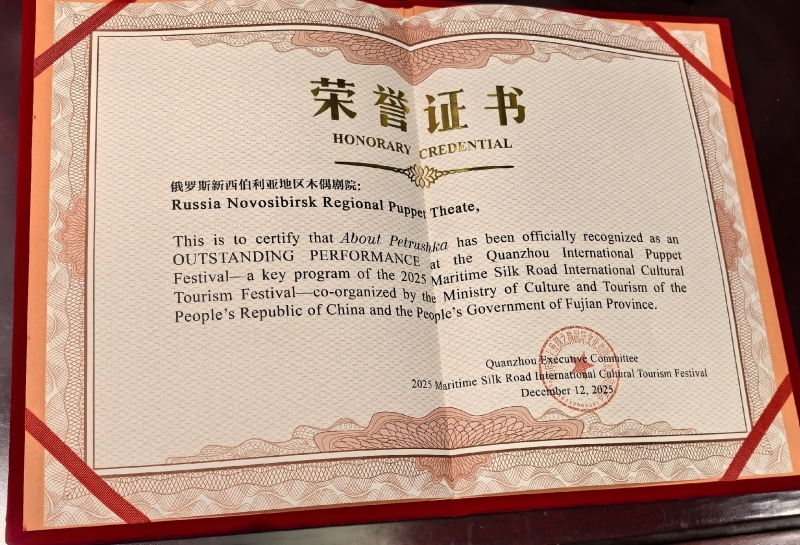 荣誉证书
HONORARY CREDENTIAL
俄罗斯新西伯利亚地区木偶剧院:
Russia Novosibirsk Regional Puppet Theate,
This is to certify that About Petrushka has been officially recognized as an
OUTSTANDING PERFORMANCE at the Quanzhou International Puppet
Festival—a key program of the 2025 Maritime Silk Road International Cultural
Tourism Festival—co-organized by the Ministry of Culture and Tourism of the
People's Republic of China and the People's Government of Fujian Province.
Quanzhou Executive Committee
2025 Maritime Silk Road International Cultural Tourism Festival
December 12, 2025